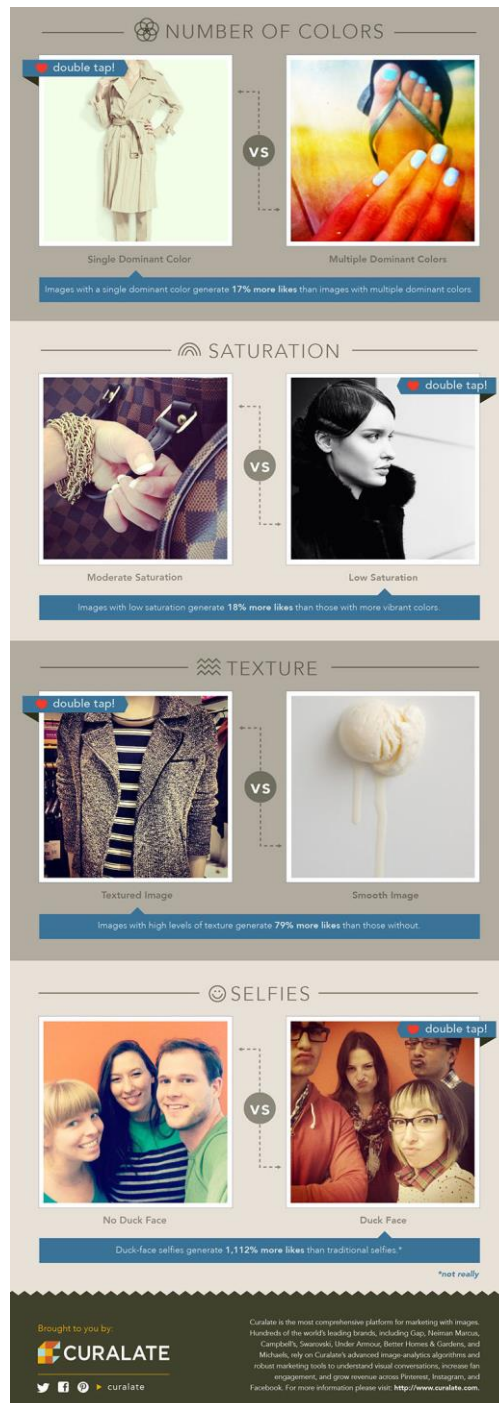 NUMBER OF COLORS
double tap!
VS
Single Dominant Color
Multiple Dominant Colors
Images with a single dominant color generate 17% more likes than images with multiple dominant colors
SATURATION
double tap!
VS
Moderate Saturation
Low Saturation
Images with low saturation generate 18% more likes than those with more vibrant colors.
TEXTURE
double tap!
VS
Textured Image
Smooth Image
Images with high levels of texture generate 79% more likes than those without.
SELFIES
double tap!
VS
No Duck Face
Duck Face
Duck-face selfies generate 1,112% more likes than traditional selfies.*
*not really
Brought to you by:
CURALATE
curalate
Curalate is the most comprehensive platform for marketing with images.
Hundreds of the world's leading brands, including Gap, Neiman Marcus,
Campbell's, Swarovski, Under Armour, Better Homes & Gardens, and
Michaels, rely on Curalate's advanced image-analytics algorithms and
robust marketing tools to understand visual conversations, increase fan
engagement, and grow revenue across Pinterest, Instagram, and
Facebook. For more information please visit: http://www.curalate.com.